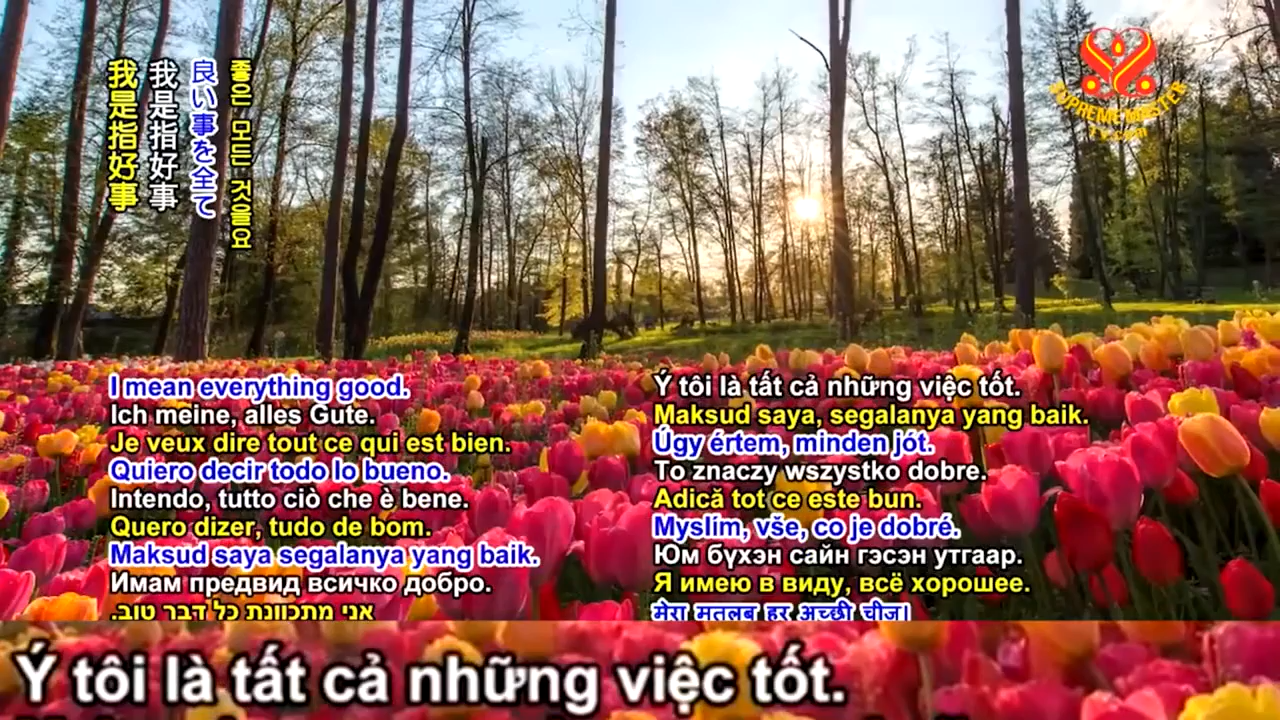 좋은 모든 것을요
良い事を全て
我是指好事
我是指好事
SUPREME MASTER
TV.com
I mean everything good.
Ich meine, alles Gute.
Je veux dire tout ce qui est bien.
Quiero decir todo lo bueno.
Intendo, tutto ciò che è bene.
Quero dizer, tudo de bom.
Maksud saya segalanya yang baik.
Имам предвид всичко добро.
אני מתכוונת כל דבר טוב.
Ý tôi là tất cả những việc tốt.
Maksud saya, segalanya yang baik.
Úgy értem, minden jót.
To znaczy wszystko dobre.
Adică tot ce este bun.
Myslím, vše, co je dobré.
Юм бүхэн сайн гэсэн утгаар.
Я имею в виду, всё хорошее.
मेरा मतलब हर अच्छी चीज़।
Ý tôi là tất cả những việc tốt.